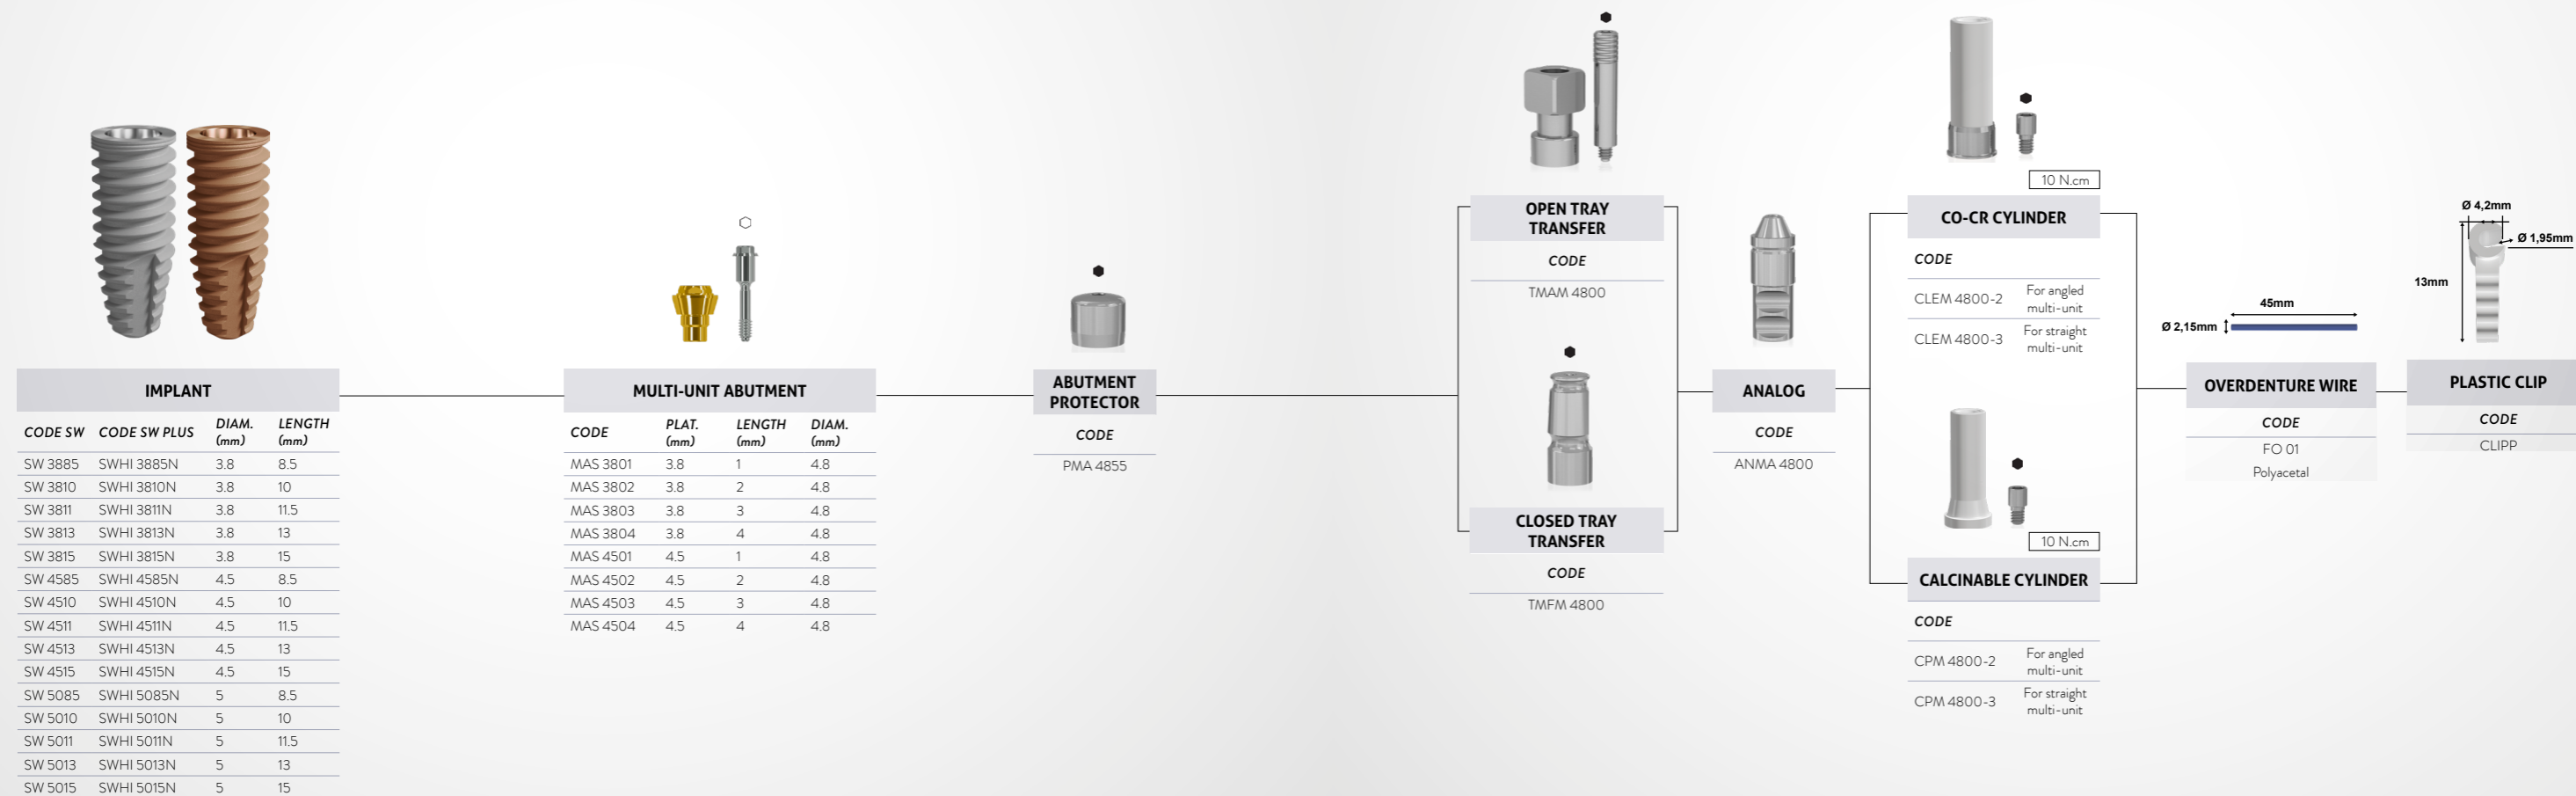 IMPLANT
CODE SW CODE SW PLUS DIAM. (mm) LENGTH (mm)
SW 3885 SWHI 3885N 3.8 8.5
SW 3810 SWHI 3810N 3.8 10
SW 3811 SWHI 3811N 3.8 11.5
SW 3813 SWHI 3813N 3.8 13
SW 3815 SWHI 3815N 3.8 15
SW 4585 SWHI 4585N 4.5 8.5
SW 4510 SWHI 4510N 4.5 10
SW 4511 SWHI 4511N 4.5 11.5
SW 4513 SWHI 4513N 4.5 13
SW 4515 SWHI 4515N 4.5 15
SW 5085 SWHI 5085N 5 8.5
SW 5010 SWHI 5010N 5 10
SW 5011 SWHI 5011N 5 11.5
SW 5013 SWHI 5013N 5 13
SW 5015 SWHI 5015N 5 15
MULTI-UNIT ABUTMENT
CODE PLAT. (mm) LENGTH (mm) DIAM. (mm)
MAS 3801 3.8 1 4.8
MAS 3802 3.8 2 4.8
MAS 3803 3.8 3 4.8
MAS 3804 3.8 4 4.8
MAS 4501 4.5 1 4.8
MAS 4502 4.5 2 4.8
MAS 4503 4.5 3 4.8
MAS 4504 4.5 4 4.8
ABUTMENT
PROTECTOR
CODE
PMA 4855
OPEN TRAY
TRANSFER
CODE
TMAM 4800
CLOSED TRAY
TRANSFER
CODE
TMFM 4800
ANALOG
CODE
ANMA 4800
10 N.cm
CO-CR CYLINDER
CODE
CLEM 4800-2 For angled
multi-unit
CLEM 4800-3 For straight
multi-unit
10 N.cm
CALCINABLE CYLINDER
CODE
CPM 4800-2 For angled
multi-unit
CPM 4800-3 For straight
multi-unit
45mm
Ø 2,15mm
OVERDENTURE WIRE
CODE
FO 01
Polyacetal
Ø 4,2mm
Ø 1,95mm
13mm
PLASTIC CLIP
CODE
CLIPP